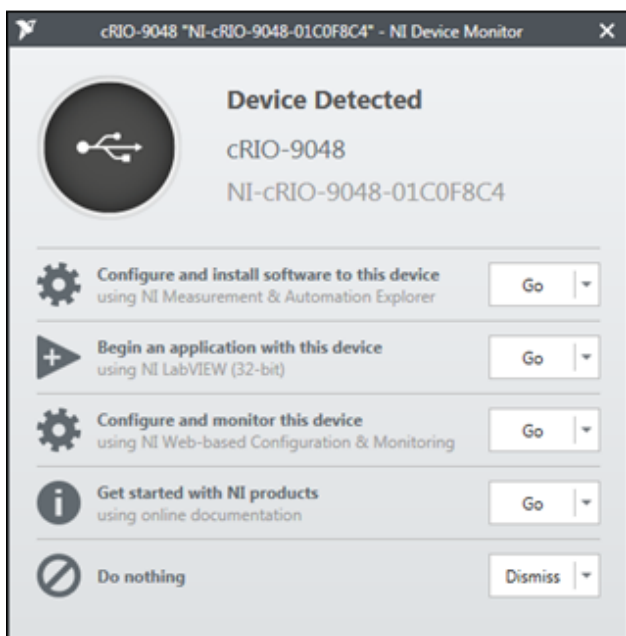 cRIO-9048 "NI-cRIO-9048-01C0F8C4" - NI Device Monitor
Device Detected
cRIO-9048
NI-cRIO-9048-01C0F8C4
Configure and install software to this device
using NI Measurement & Automation Explorer
Go
Begin an application with this device
using NI LabVIEW (32-bit)
Go
Configure and monitor this device
using NI Web-based Configuration & Monitoring
Go
Get started with NI products
using online documentation
Go
Do nothing
Dismiss